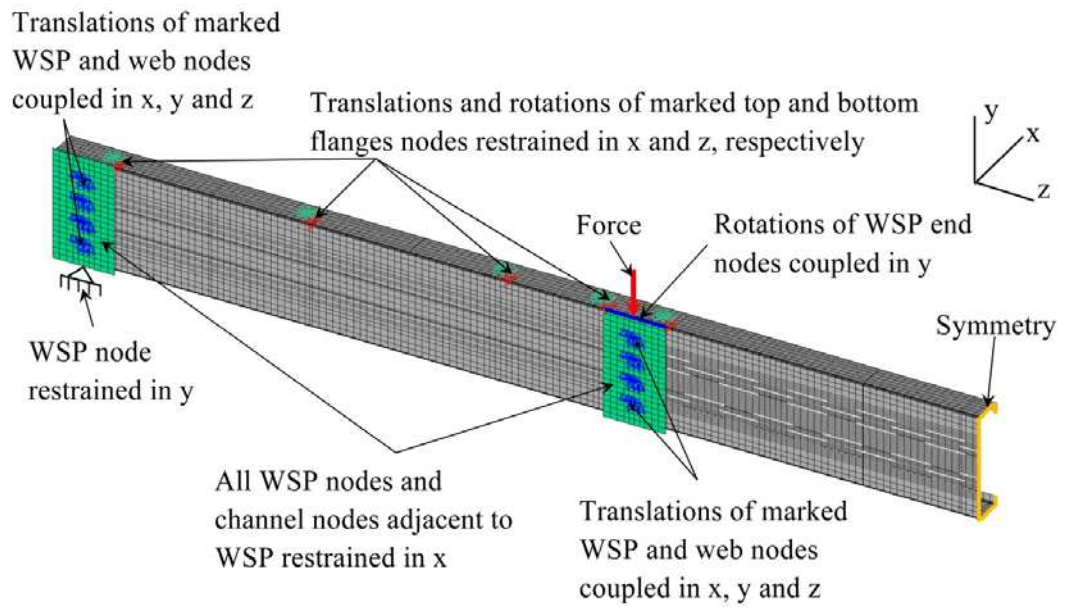 Translations of marked
WSP and web nodes
coupled in x, y and z
Translations and rotations of marked top and bottom
flanges nodes restrained in x and z, respectively
y
x
z
Force
Rotations of WSP end
nodes coupled in y
Symmetry
WSP node
restrained in y
All WSP nodes and
channel nodes adjacent to
WSP restrained in x
Translations of marked
WSP and web nodes
coupled in x, y and z